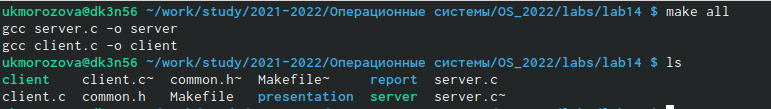 ukmorozova@dk3n56 ~/work/study/2021-2022/Операционные системы/OS_2022/labs/lab14 $ make all
gcc server.c -o server
gcc client.c -o client
ukmorozova@dk3n56 ~/work/study/2021-2022/Операционные системы/OS_2022/labs/lab14 $ ls
client client.c~ common.h~ Makefile~ report server.c
client.c common.h Makefile presentation server server.c~